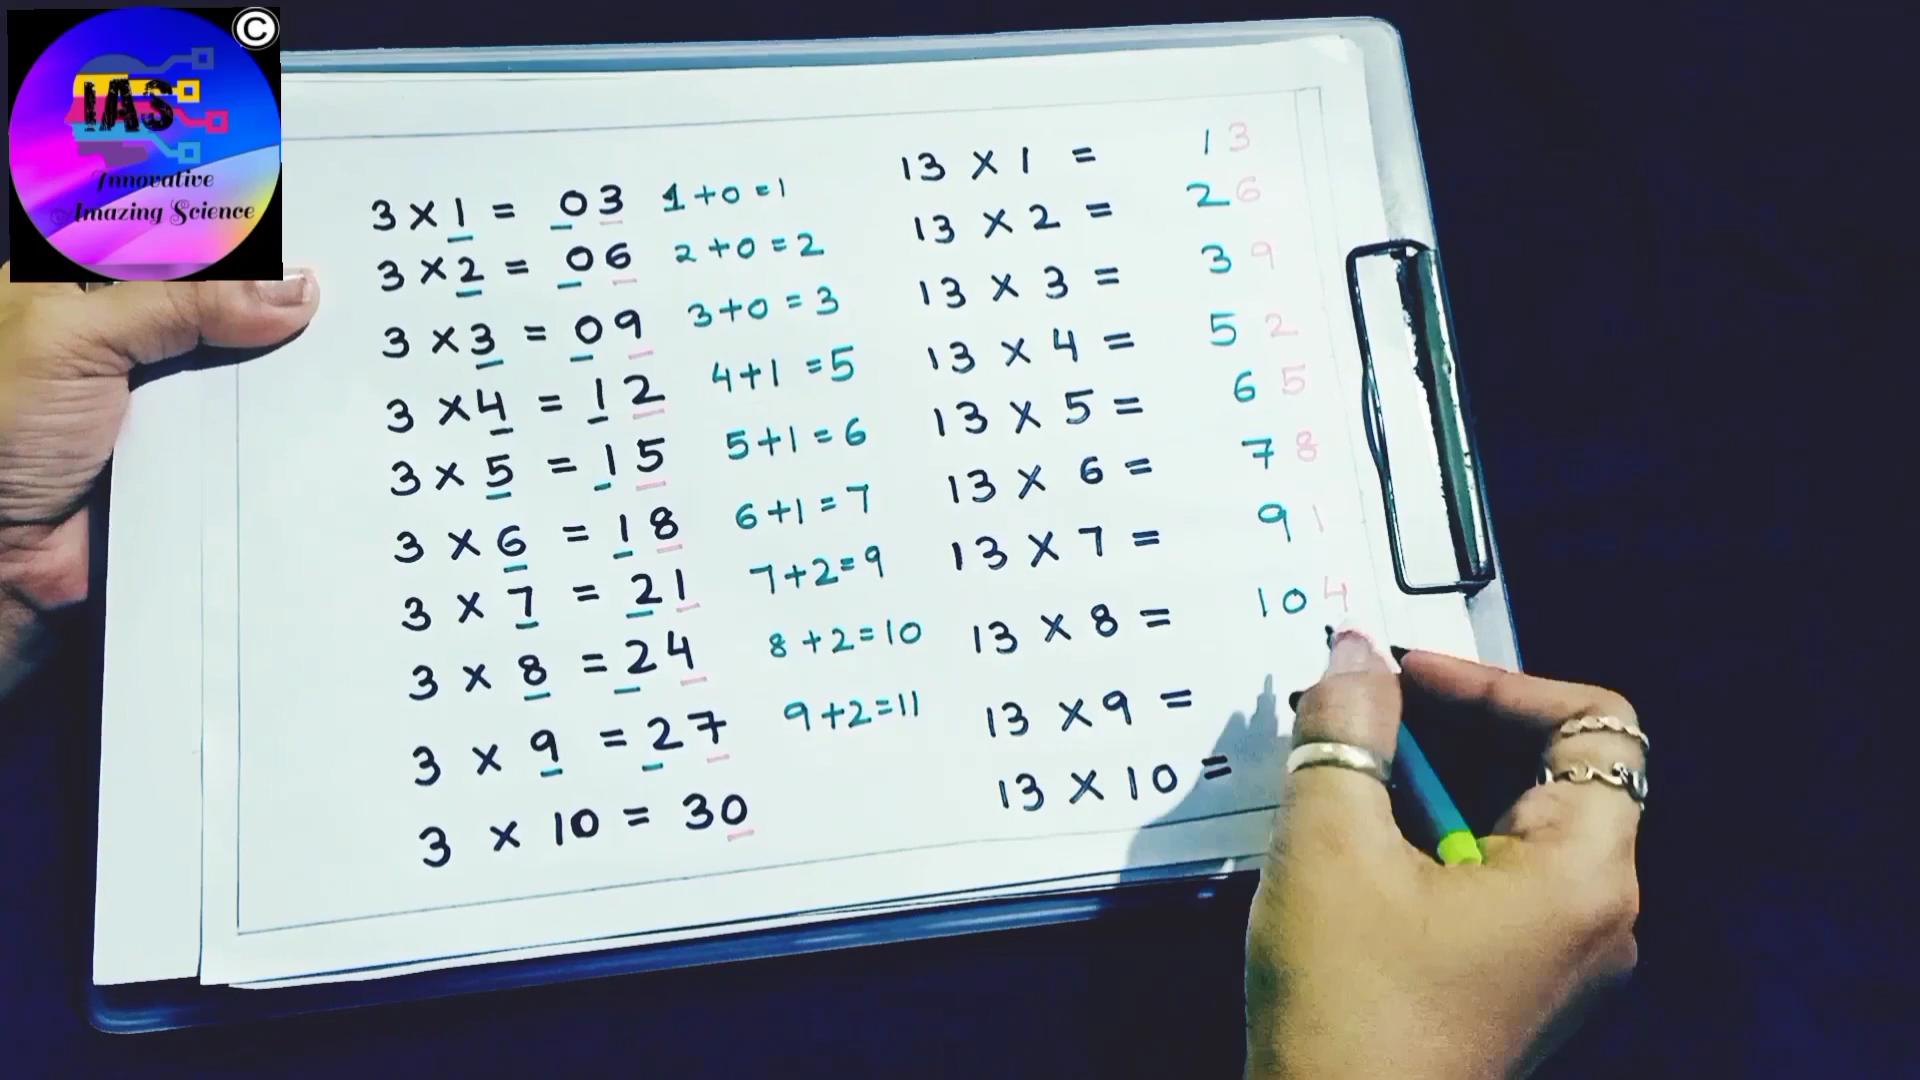 ©
IAS
Innovative
Amazing Science
3 × 1 = 03 1+0=1 13 × 1 = 13
3 × 2 = 06 2+0=2 13 × 2 = 26
3 × 3 = 09 3+0=3 13 × 3 = 39
3 × 4 = 12 4+1=5 13 × 4 = 52
3 × 5 = 15 5+1=6 13 × 5 = 65
3 × 6 = 18 6+1=7 13 × 6 = 78
3 × 7 = 21 7+2=9 13 × 7 = 91
3 × 8 = 24 8+2=10 13 × 8 = 104
3 × 9 = 27 9+2=11 13 × 9 =
3 × 10 = 30 13 × 10 =